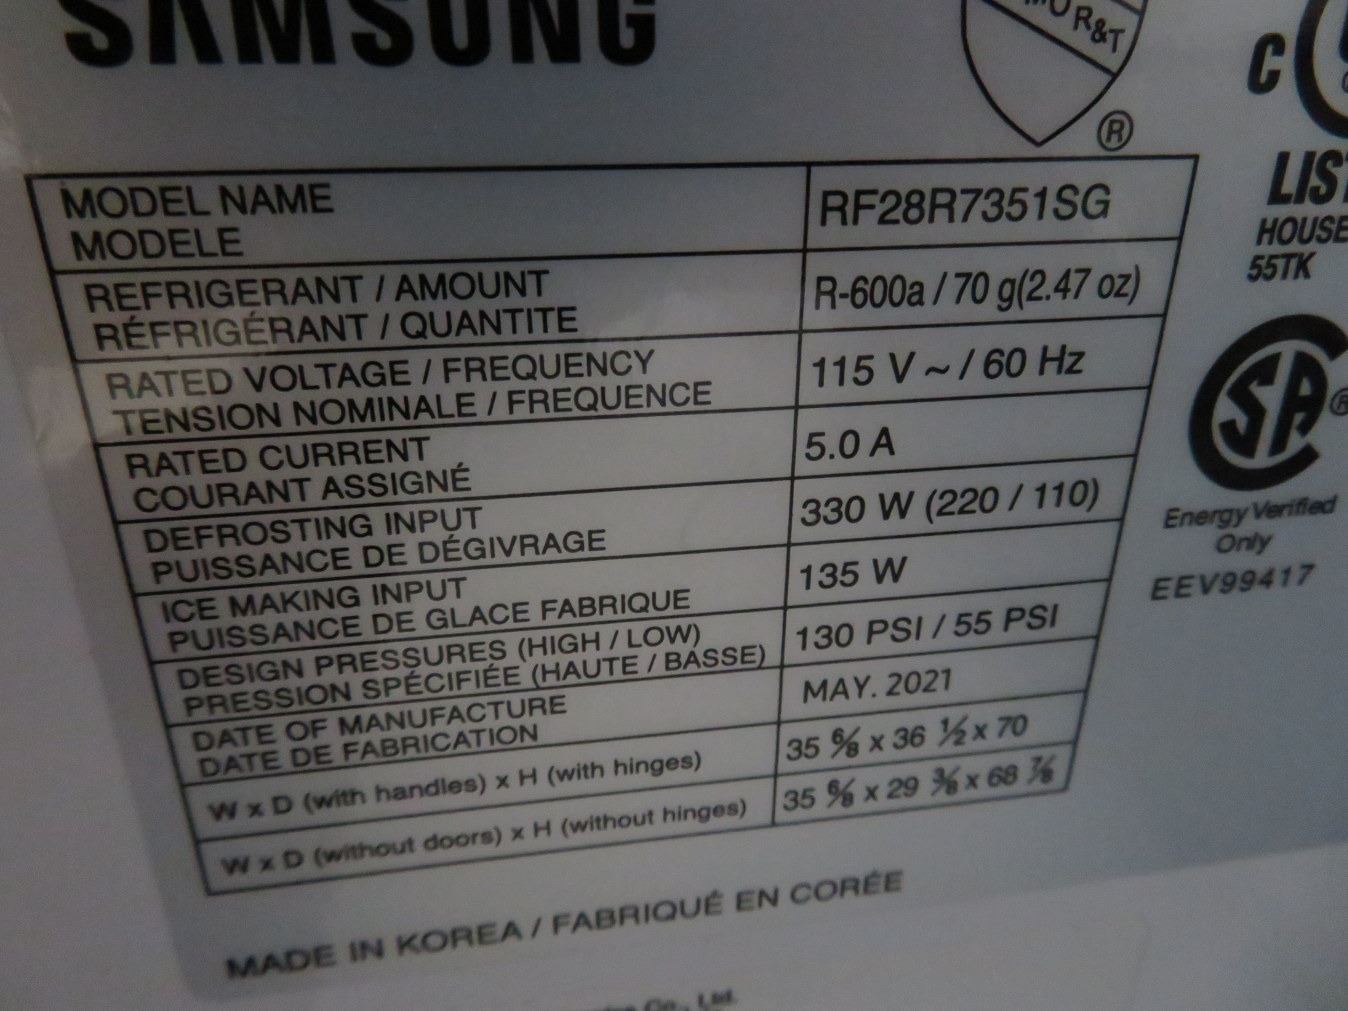 SAMSUNG
R&T
®
C
LIST
HOUSE
55TK
MODEL NAME
MODELE
RF28R7351SG
REFRIGERANT / AMOUNT
RÉFRIGÉRANT / QUANTITE
R-600a / 70 g(2.47 oz)
RATED VOLTAGE / FREQUENCY
TENSION NOMINALE / FREQUENCE
115 V ~ / 60 Hz
RATED CURRENT
COURANT ASSIGNÉ
5.0 A
DEFROSTING INPUT
PUISSANCE DE DÉGIVRAGE
330 W (220 / 110)
ICE MAKING INPUT
PUISSANCE DE GLACE FABRIQUE
135 W
DESIGN PRESSURES (HIGH / LOW)
PRESSION SPÉCIFIÉE (HAUTE / BASSE)
130 PSI / 55 PSI
DATE OF MANUFACTURE
DATE DE FABRICATION
MAY. 2021
W x D (with handles) x H (with hinges)
35 6/8 x 36 1/2 x 70
W x D (without doors) x H (without hinges)
35 6/8 x 29 3/8 x 68 7/8
SA ®
Energy Verified
Only
EEV99417
MADE IN KOREA / FABRIQUÉ EN CORÉE
Co., Ltd.